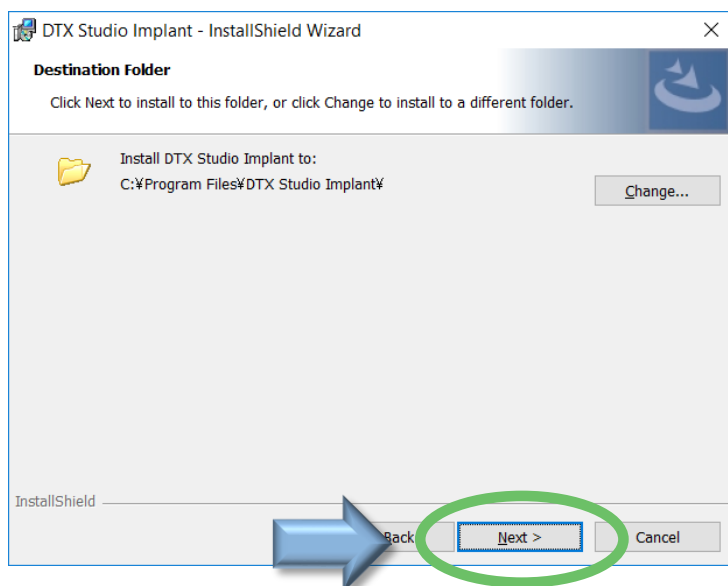 DTX Studio Implant - InstallShield Wizard
Destination Folder
Click Next to install to this folder, or click Change to install to a different folder.
Install DTX Studio Implant to:
C:¥Program Files¥DTX Studio Implant¥
Change...
InstallShield
Back
Next >
Cancel